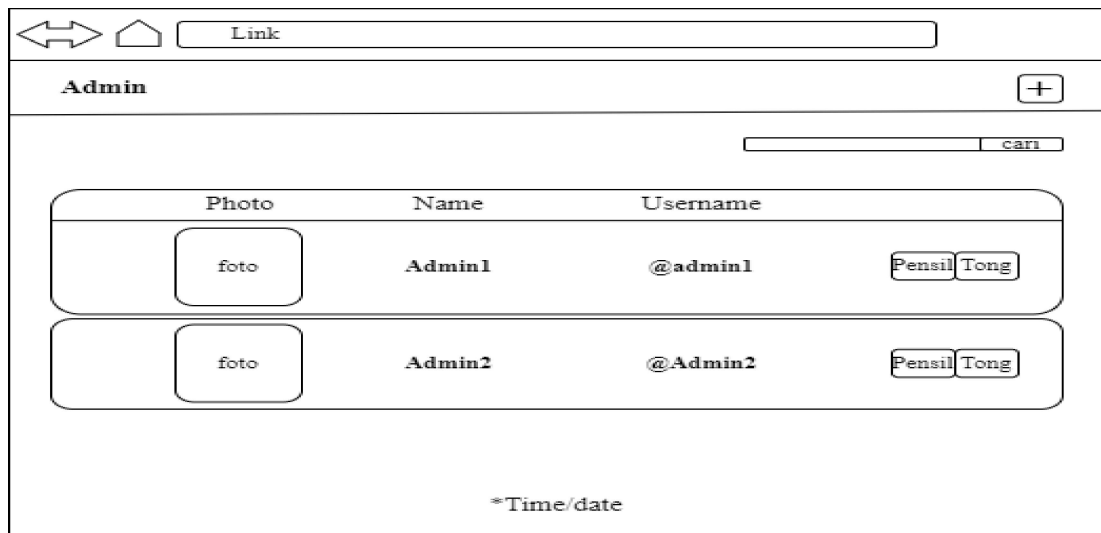 Link
Admin
+
cari
Photo Name Username
foto Admin1 @admin1 Pensil Tong
foto Admin2 @Admin2 Pensil Tong
*Time/date